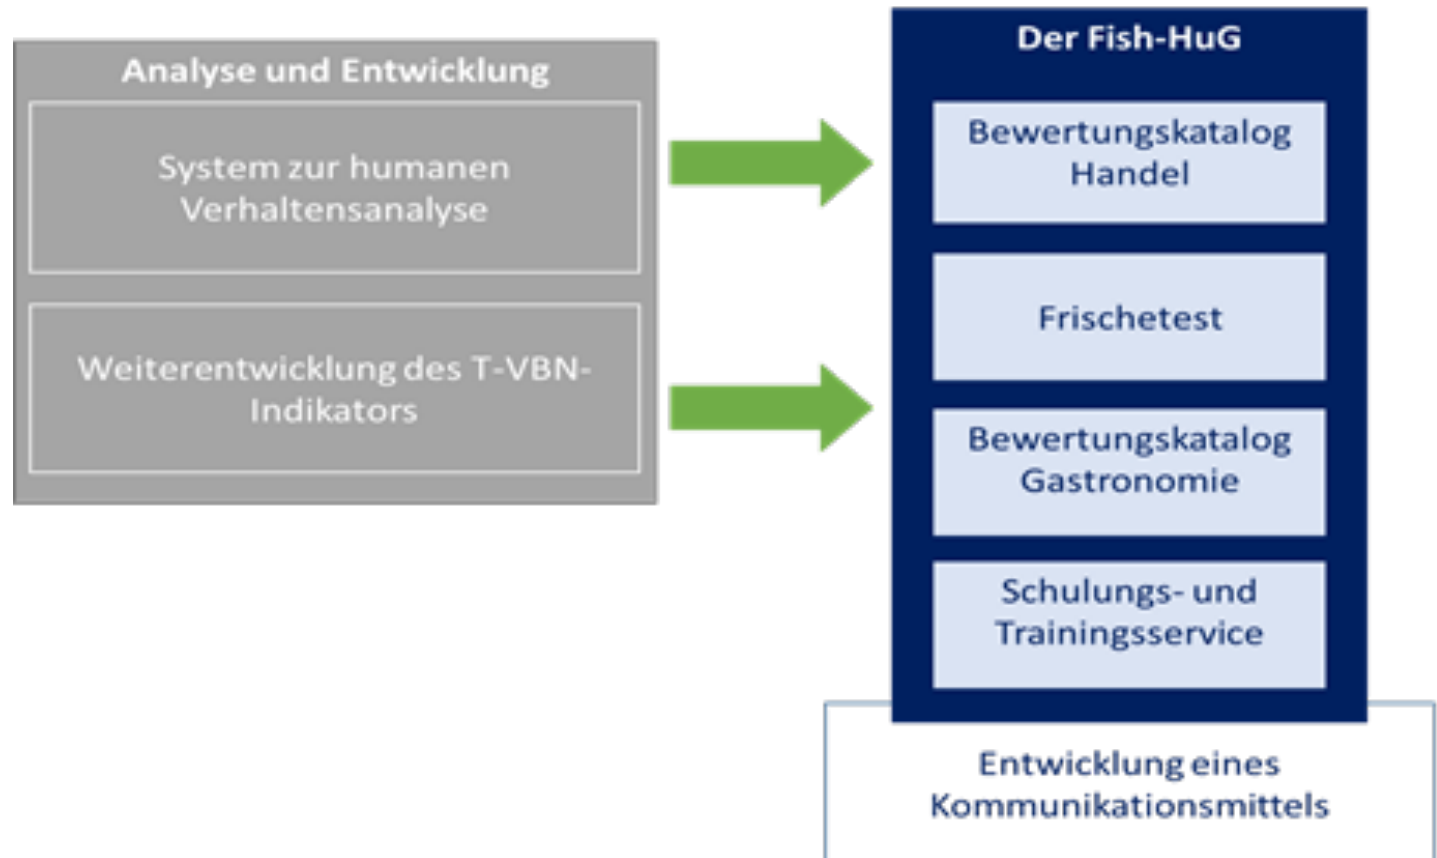 Analyse und Entwicklung
System zur humanen
Verhaltensanalyse
Weiterentwicklung des T-VBN-
Indikators
Der Fish-HuG
Bewertungskatalog
Handel
Frischetest
Bewertungskatalog
Gastronomie
Schulungs- und
Trainingsservice
Entwicklung eines
Kommunikationsmittels